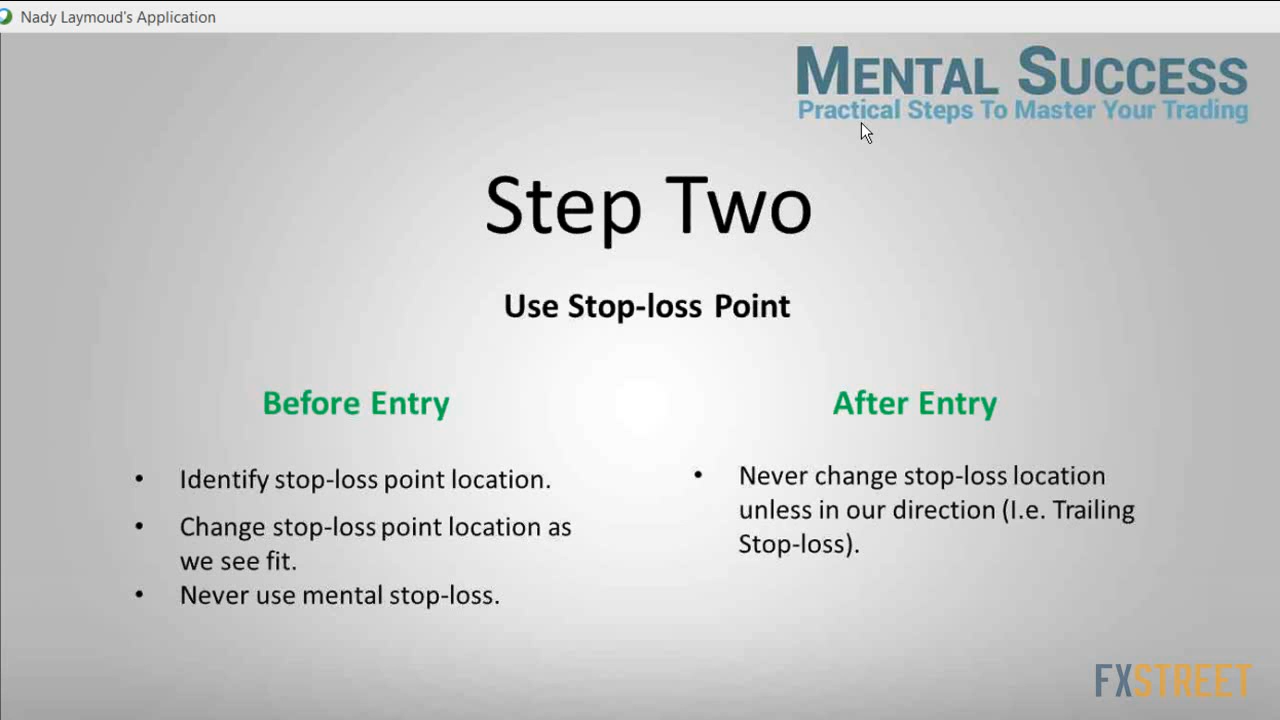 Nady Laymoud's Application
MENTAL SUCCESS
Practical Steps To Master Your Trading
Step Two
Use Stop-loss Point
Before Entry
• Identify stop-loss point location.
• Change stop-loss point location as
we see fit.
• Never use mental stop-loss.
After Entry
• Never change stop-loss location
unless in our direction (I.e. Trailing
Stop-loss).
FXSTREET